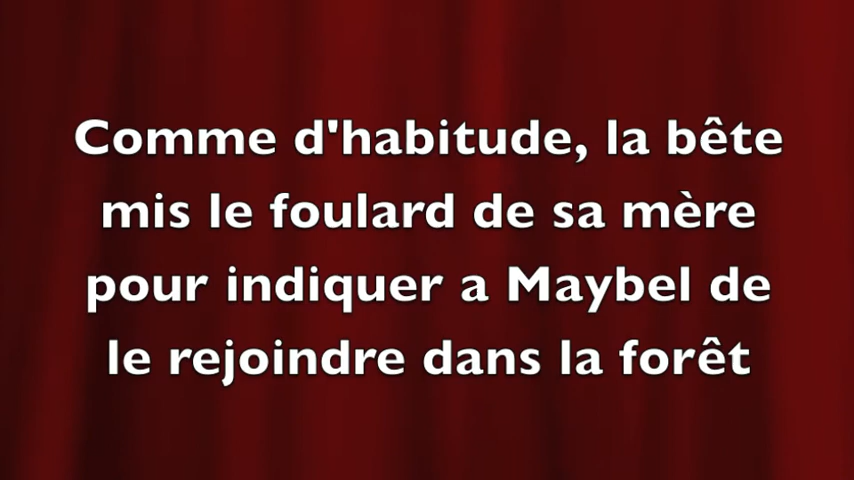 Comme d'habitude, la bête
mis le foulard de sa mère
pour indiquer a Maybel de
le rejoindre dans la forêt